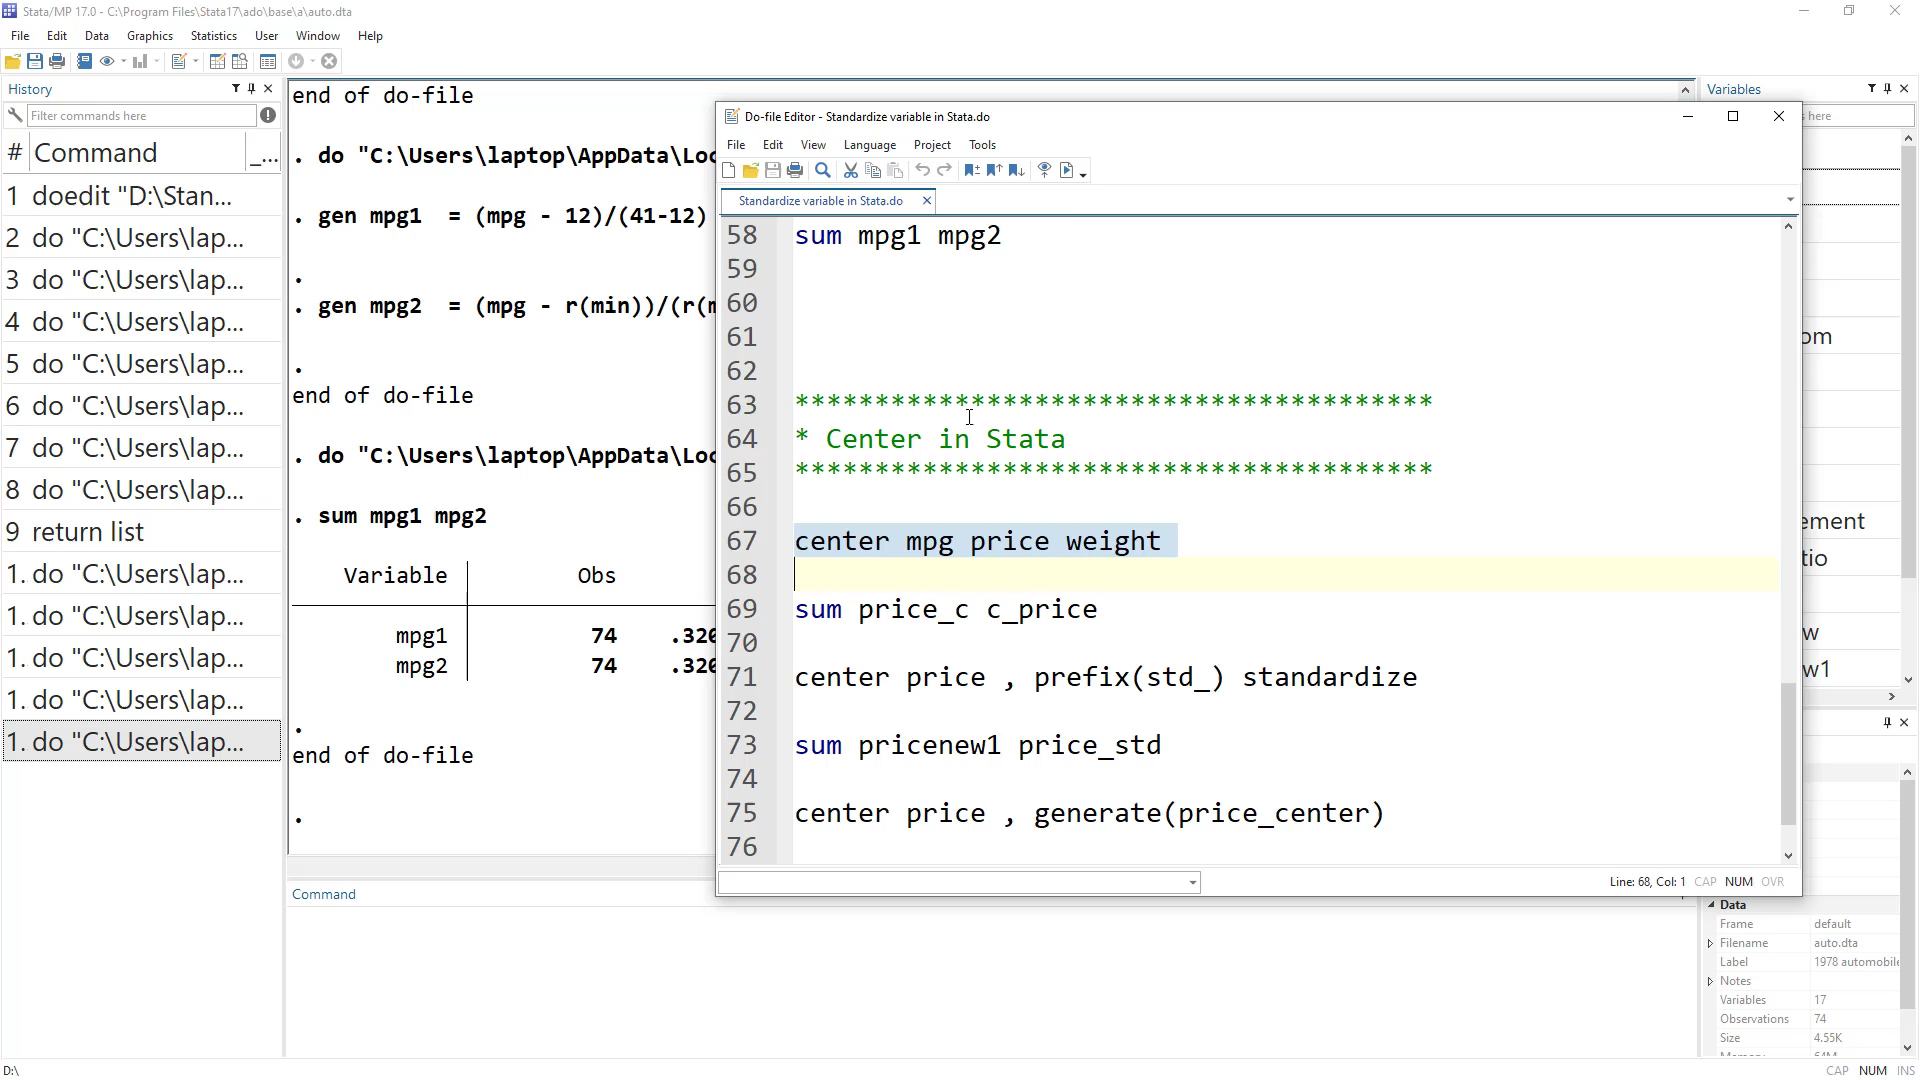 Stata/MP 17.0 - C:\Program Files\Stata17\ado\base\a\auto.dta
File Edit Data Graphics Statistics User Window Help
History
Filter commands here
# Command _...
1 doedit "D:\Stan...
2 do "C:\Users\lap...
3 do "C:\Users\lap...
4 do "C:\Users\lap...
5 do "C:\Users\lap...
6 do "C:\Users\lap...
7 do "C:\Users\lap...
8 do "C:\Users\lap...
9 return list
1. do "C:\Users\lap...
1. do "C:\Users\lap...
1. do "C:\Users\lap...
1. do "C:\Users\lap...
1. do "C:\Users\lap...
end of do-file
. do "C:\Users\laptop\AppData\Loc
. gen mpg1  = (mpg - 12)/(41-12)
.
. gen mpg2  = (mpg - r(min))/(r(m
.
end of do-file
. do "C:\Users\laptop\AppData\Loc
. sum mpg1 mpg2
Variable Obs
mpg1 74 .320
mpg2 74 .320
.
end of do-file
.
Command
Do-file Editor - Standardize variable in Stata.do
File Edit View Language Project Tools
Standardize variable in Stata.do
58 sum mpg1 mpg2
59
60
61
62
63 ****************************************
64 * Center in Stata
65 ****************************************
66
67 center mpg price weight
68
69 sum price_c c_price
70
71 center price , prefix(std_) standardize
72
73 sum pricenew1 price_std
74
75 center price , generate(price_center)
76
Line: 68, Col: 1 CAP NUM OVR
Variables
here
om
ement
tio
w
w1
Data
Frame default
Filename auto.dta
Label 1978 automobile
Notes
Variables 17
Observations 74
Size 4.55K
D:\
CAP NUM INS